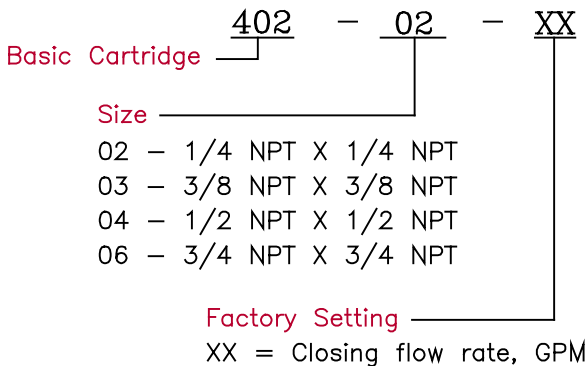 402 - 02 - XX
Basic Cartridge
Size
02 - 1/4 NPT X 1/4 NPT
03 - 3/8 NPT X 3/8 NPT
04 - 1/2 NPT X 1/2 NPT
06 - 3/4 NPT X 3/4 NPT
Factory Setting
XX = Closing flow rate, GPM